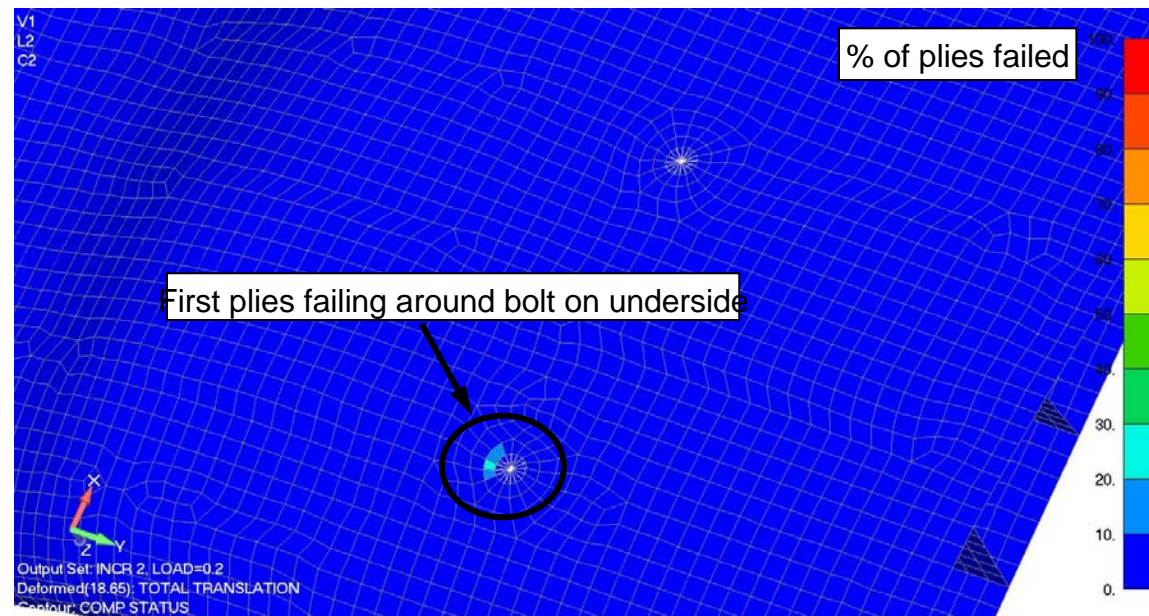 V1
L2
C2
% of plies failed
100.
90.
80.
70.
60.
50.
40.
30.
20.
10.
0.
First plies failing around bolt on underside
X
Y
Z
Output Set: INCR 2, LOAD=0.2
Deformed(18.65): TOTAL TRANSLATION
Contour: COMP STATUS